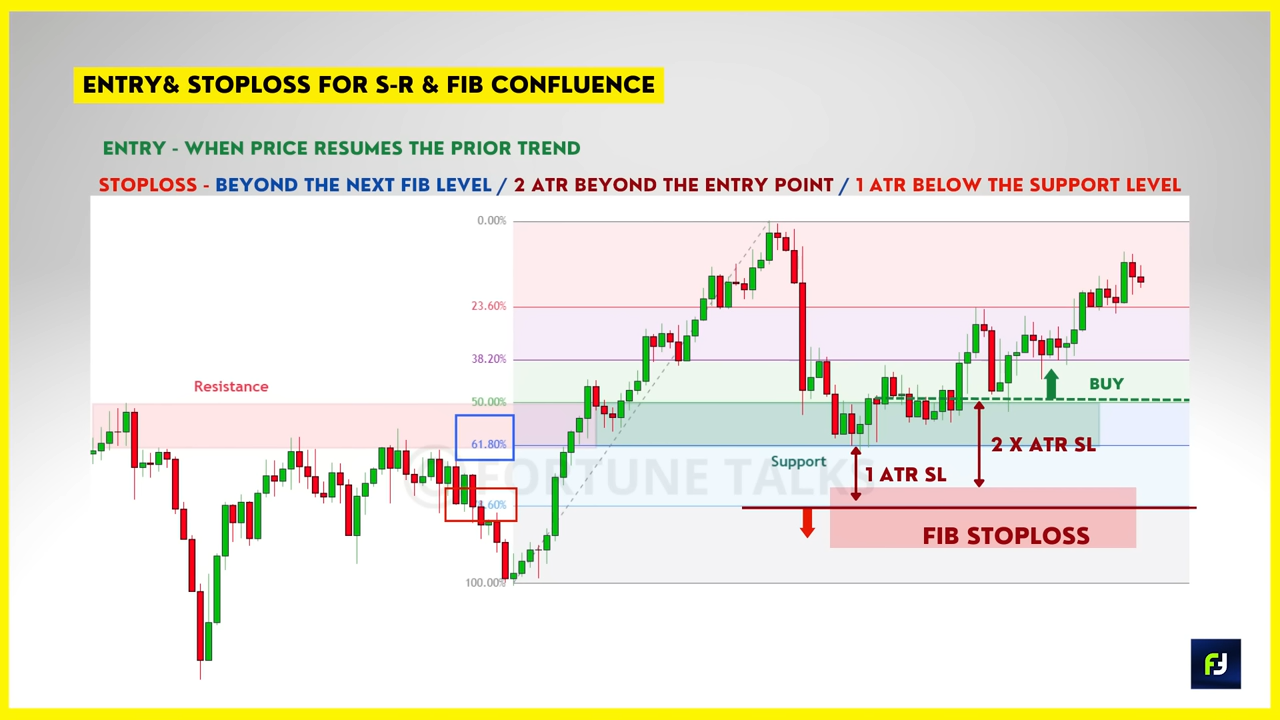 ENTRY& STOPLOSS FOR S-R & FIB CONFLUENCE
ENTRY - WHEN PRICE RESUMES THE PRIOR TREND
STOPLOSS - BEYOND THE NEXT FIB LEVEL / 2 ATR BEYOND THE ENTRY POINT / 1 ATR BELOW THE SUPPORT LEVEL
0.00%
23.60%
38.20%
Resistance
BUY
50.00%
61.80%
2 X ATR SL
Support
@FORTUNE TALKS
1 ATR SL
FIB STOPLOSS
100.00%